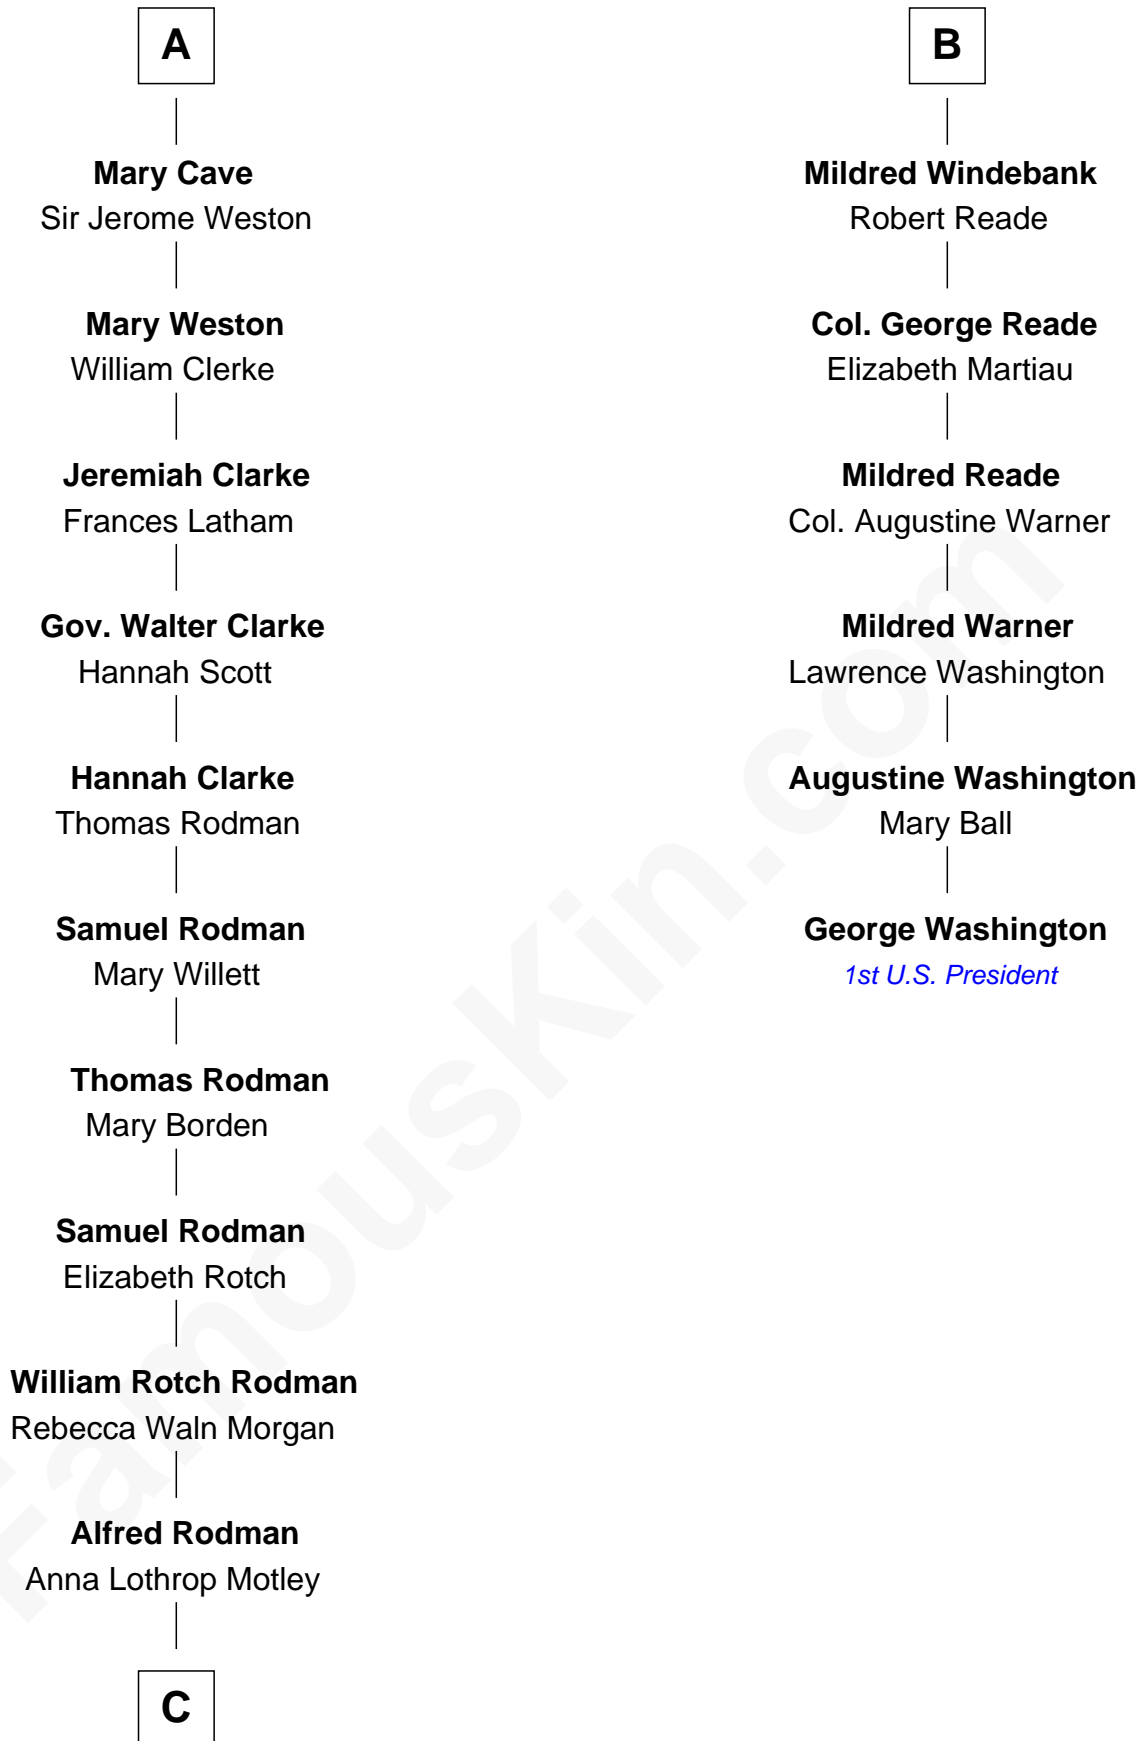 A
Mary Cave
Sir Jerome Weston
Mary Weston
William Clerke
Jeremiah Clarke
Frances Latham
Gov. Walter Clarke
Hannah Scott
Hannah Clarke
Thomas Rodman
Samuel Rodman
Mary Willett
Thomas Rodman
Mary Borden
Samuel Rodman
Elizabeth Rotch
William Rotch Rodman
Rebecca Waln Morgan
Alfred Rodman
Anna Lothrop Motley
C
B
Mildred Windebank
Robert Reade
Col. George Reade
Elizabeth Martiau
Mildred Reade
Col. Augustine Warner
Mildred Warner
Lawrence Washington
Augustine Washington
Mary Ball
George Washington
1st U.S. President
FamousKin.com